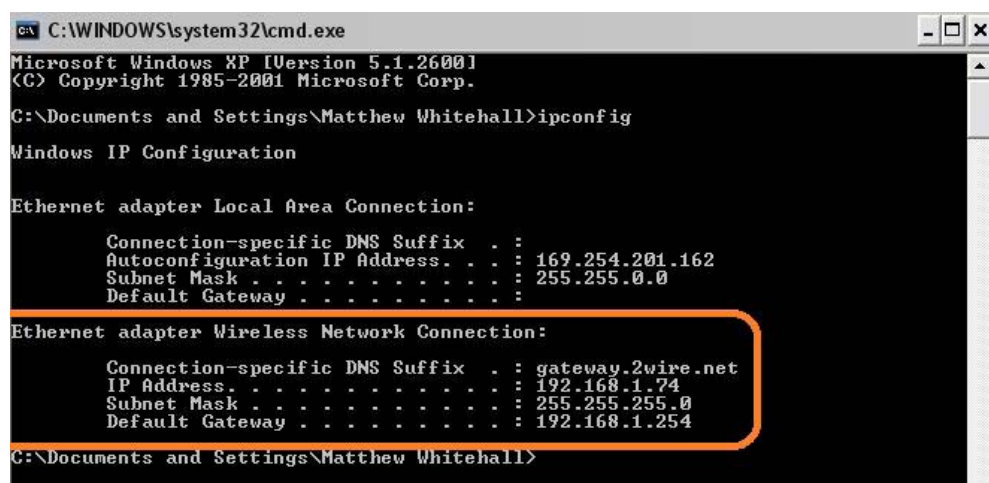 C:\WINDOWS\system32\cmd.exe
Microsoft Windows XP [Version 5.1.2600]
(C) Copyright 1985-2001 Microsoft Corp.
C:\Documents and Settings\Matthew Whitehall>ipconfig
Windows IP Configuration
Ethernet adapter Local Area Connection:
Connection-specific DNS Suffix . :
Autoconfiguration IP Address. . . : 169.254.201.162
Subnet Mask . . . . . . . . . . . : 255.255.0.0
Default Gateway . . . . . . . . . :
Ethernet adapter Wireless Network Connection:
Connection-specific DNS Suffix . : gateway.2wire.net
IP Address. . . . . . . . . . . . : 192.168.1.74
Subnet Mask . . . . . . . . . . . : 255.255.255.0
Default Gateway . . . . . . . . . : 192.168.1.254
C:\Documents and Settings\Matthew Whitehall>